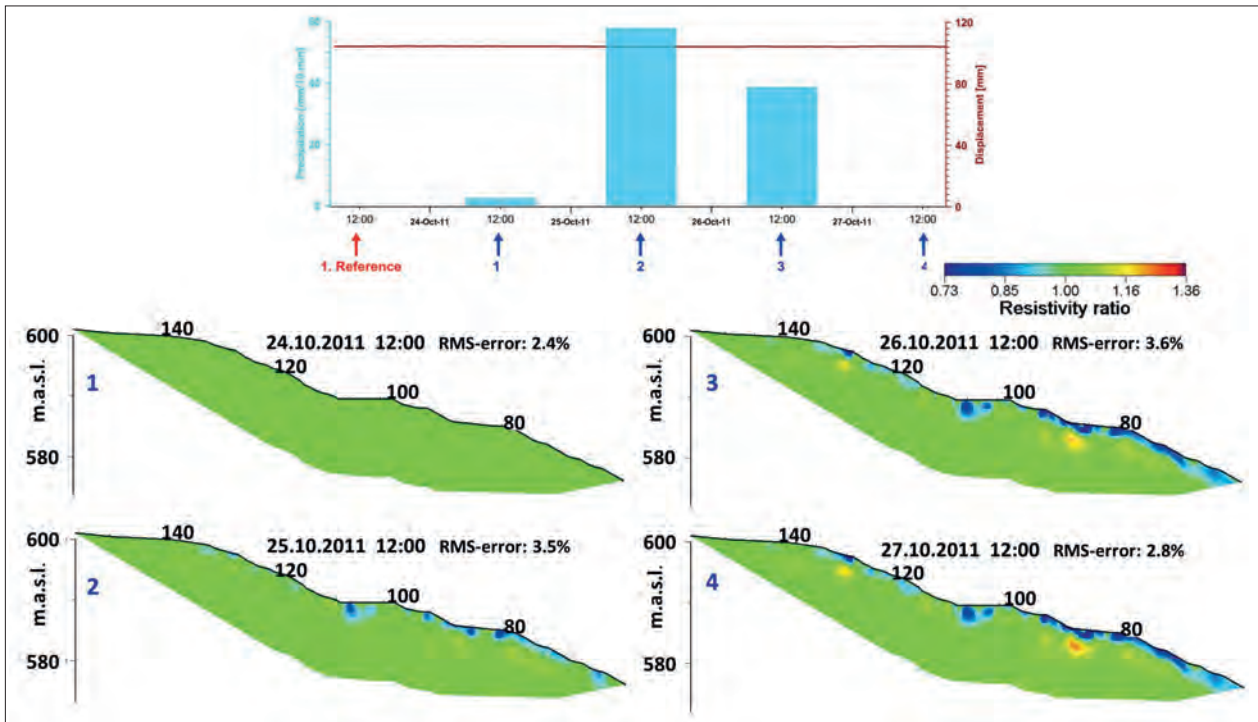 60
40
20
0
Precipitation [mm/10 min]
120
80
40
0
Displacement [mm]
12:00 24-Oct-11 12:00 25-Oct-11 12:00 26-Oct-11 12:00 27-Oct-11 12:00
1. Reference 1 2 3 4
0.73 0.85 1.00 1.16 1.36
Resistivity ratio
600
580
m.a.s.l.
1
140
120
100
80
24.10.2011 12:00 RMS-error: 2.4%
600
580
m.a.s.l.
3
140
120
100
80
26.10.2011 12:00 RMS-error: 3.6%
600
580
m.a.s.l.
2
140
120
100
80
25.10.2011 12:00 RMS-error: 3.5%
600
580
m.a.s.l.
4
140
120
100
80
27.10.2011 12:00 RMS-error: 2.8%